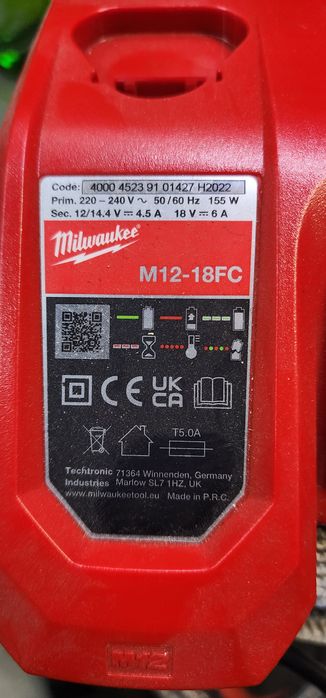 Code: 4000 4523 91 01427 H2022
Prim. 220 – 240 V ~ 50/60 Hz 155 W
Sec. 12/14.4 V ⎓ 4.5 A 18 V ⎓ 6 A
Milwaukee
M12-18FC
CE UK CA
T5.0A
Techtronic 71364 Winnenden, Germany
Industries Marlow SL7 1HZ, UK
www.milwaukeetool.eu Made in P.R.C.
M12